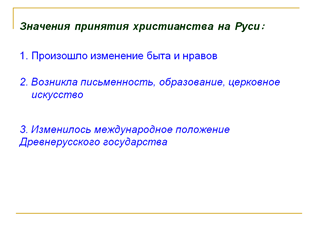 Значения принятия христианства на Руси:
1. Произошло изменение быта и нравов
2. Возникла письменность, образование, церковное
искусство
3. Изменилось международное положение
Древнерусского государства